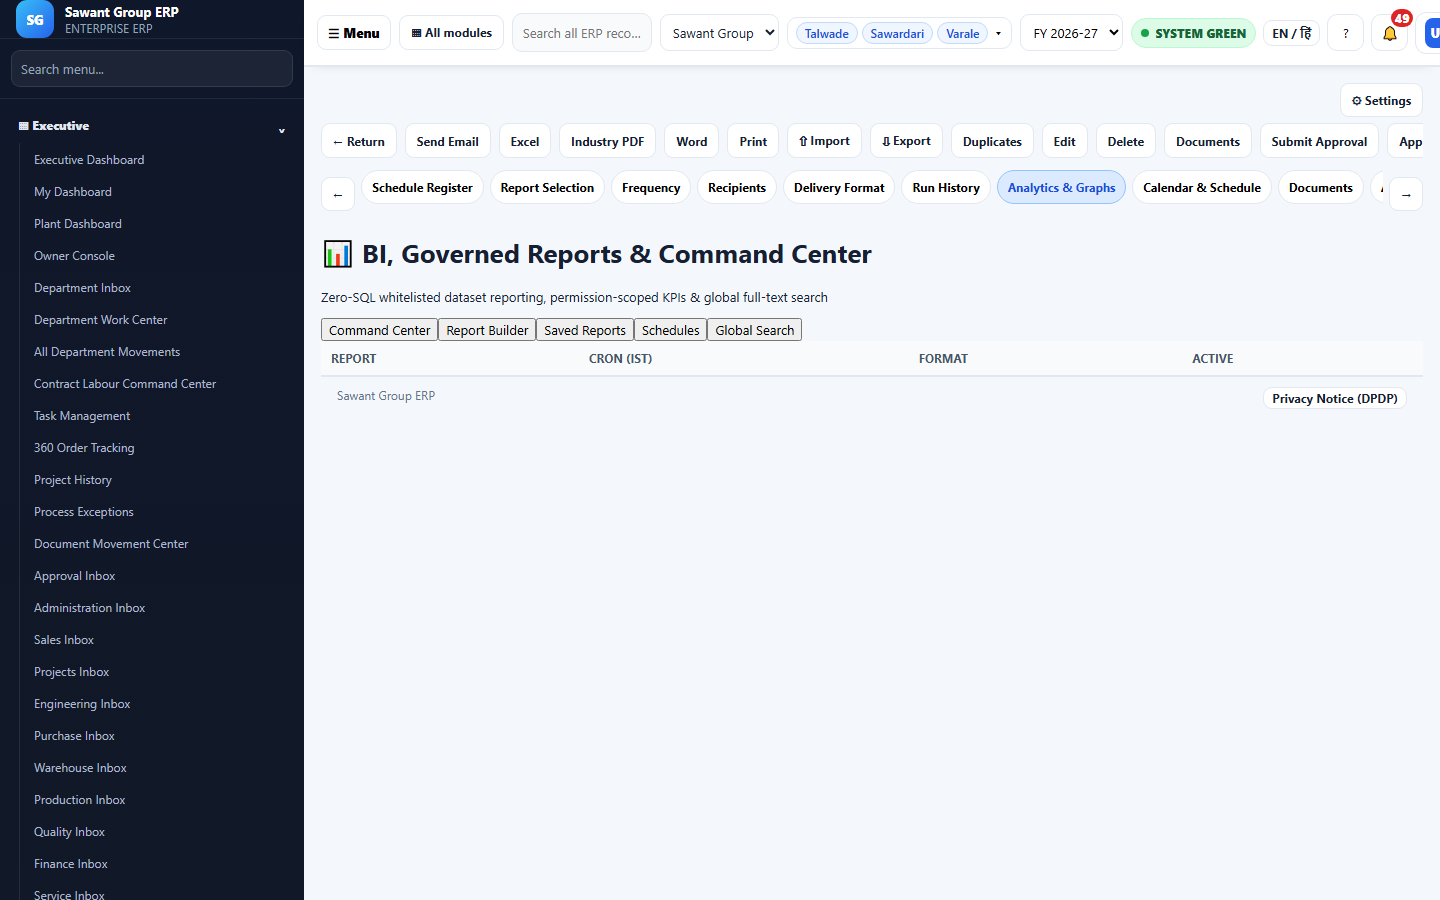 SG
Sawant Group ERP
ENTERPRISE ERP
Search menu...
Executive
Executive Dashboard
My Dashboard
Plant Dashboard
Owner Console
Department Inbox
Department Work Center
All Department Movements
Contract Labour Command Center
Task Management
360 Order Tracking
Project History
Process Exceptions
Document Movement Center
Approval Inbox
Administration Inbox
Sales Inbox
Projects Inbox
Engineering Inbox
Purchase Inbox
Warehouse Inbox
Production Inbox
Quality Inbox
Finance Inbox
Service Inbox
☰ Menu
All modules
Search all ERP reco...
Sawant Group
Talwade Sawardari Varale
FY 2026-27
SYSTEM GREEN
EN / हिं
?
49
U
⚙ Settings
← Return
Send Email
Excel
Industry PDF
Word
Print
⇧ Import
⇩ Export
Duplicates
Edit
Delete
Documents
Submit Approval
App
←
Schedule Register
Report Selection
Frequency
Recipients
Delivery Format
Run History
Analytics & Graphs
Calendar & Schedule
Documents
→
BI, Governed Reports & Command Center
Zero-SQL whitelisted dataset reporting, permission-scoped KPIs & global full-text search
Command Center Report Builder Saved Reports Schedules Global Search
REPORT CRON (IST) FORMAT ACTIVE
Sawant Group ERP
Privacy Notice (DPDP)